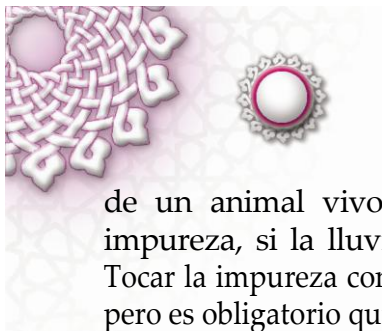 de un animal vivo
impureza, si la lluv
Tocar la impureza con
pero es obligatorio qu